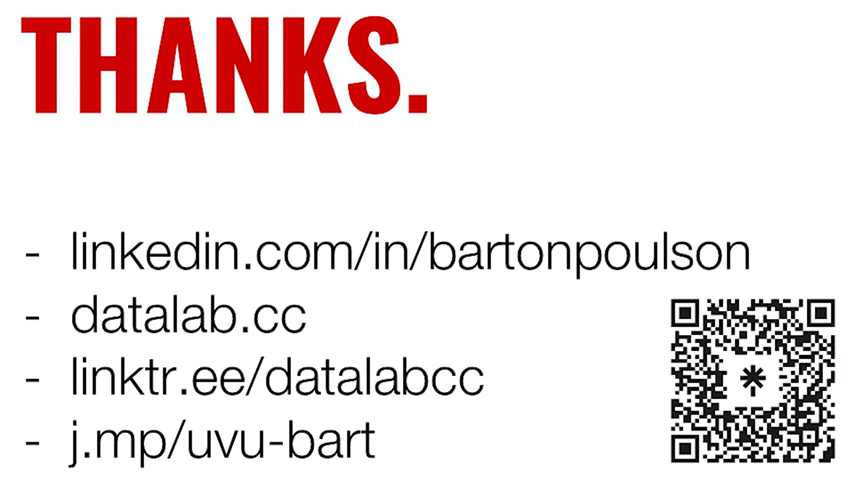 THANKS.
- linkedin.com/in/bartonpoulson
- datalab.cc
- linktr.ee/datalabcc
- j.mp/uvu-bart